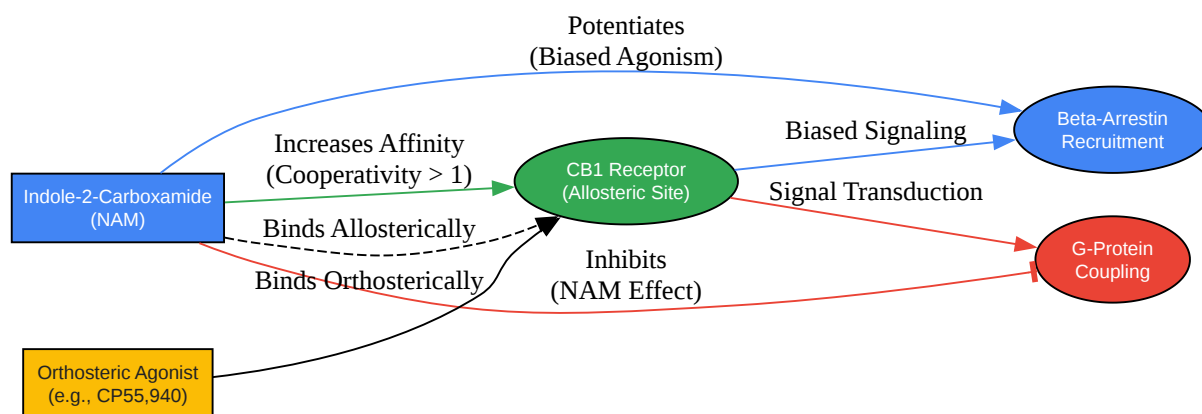 Potentiates
(Biased Agonism)
Beta-Arrestin
Recruitment
Increases Affinity
(Cooperativity > 1)
Biased Signaling
CB1 Receptor
(Allosteric Site)
Indole-2-Carboxamide
(NAM)
Signal Transduction
Binds Allosterically
G-Protein
Coupling
Binds Orthosterically
Inhibits
(NAM Effect)
Orthosteric Agonist
(e.g., CP55,940)